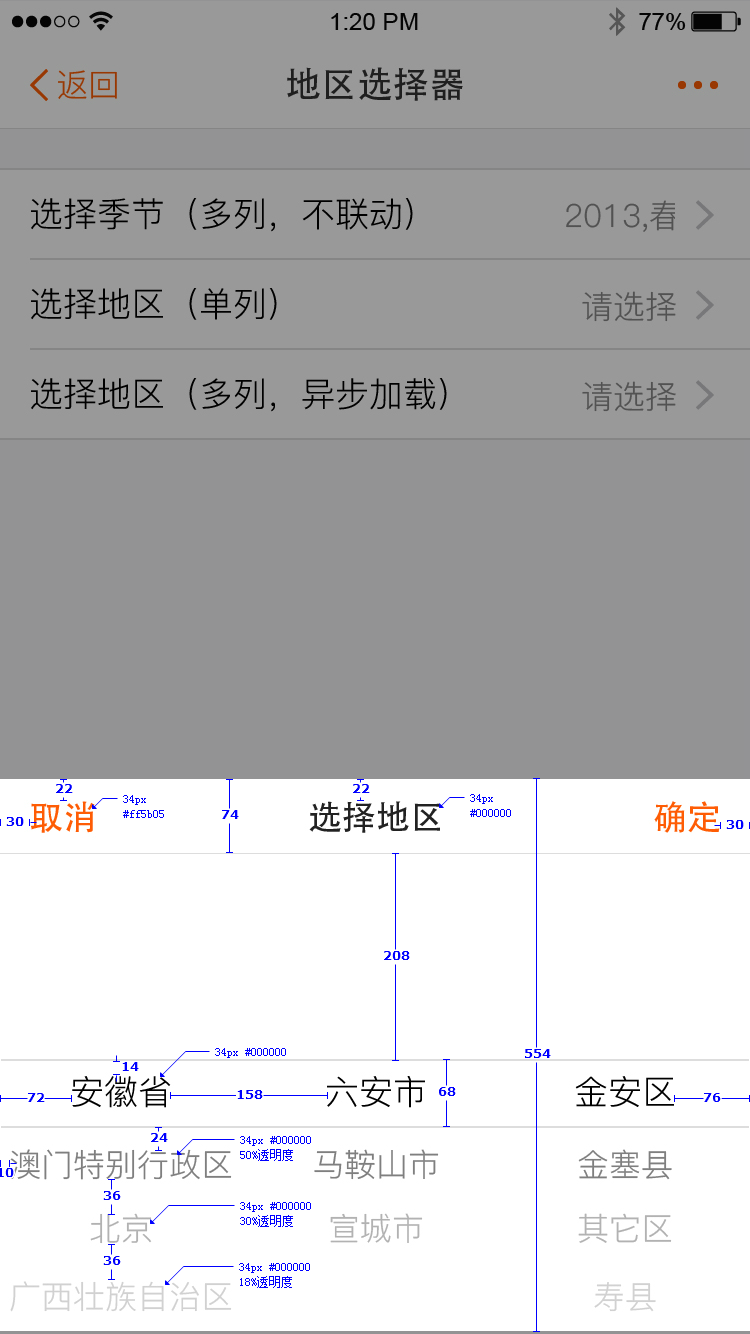 1:20 PM 77%
返回 地区选择器
选择季节（多列，不联动） 2013,春
选择地区（单列） 请选择
选择地区（多列，异步加载） 请选择
22 22
34px 34px
#ff5b05 #000000
30 取消 74 选择地区 确定 30
208
34px #000000 554
14
72 安徽省 158 六安市 68 金安区 76
24 34px #000000
50%透明度
10 澳门特别行政区 马鞍山市 金塞县
36
34px #000000
30%透明度
北京 宣城市 其它区
36
34px #000000
18%透明度
广西壮族自治区 寿县